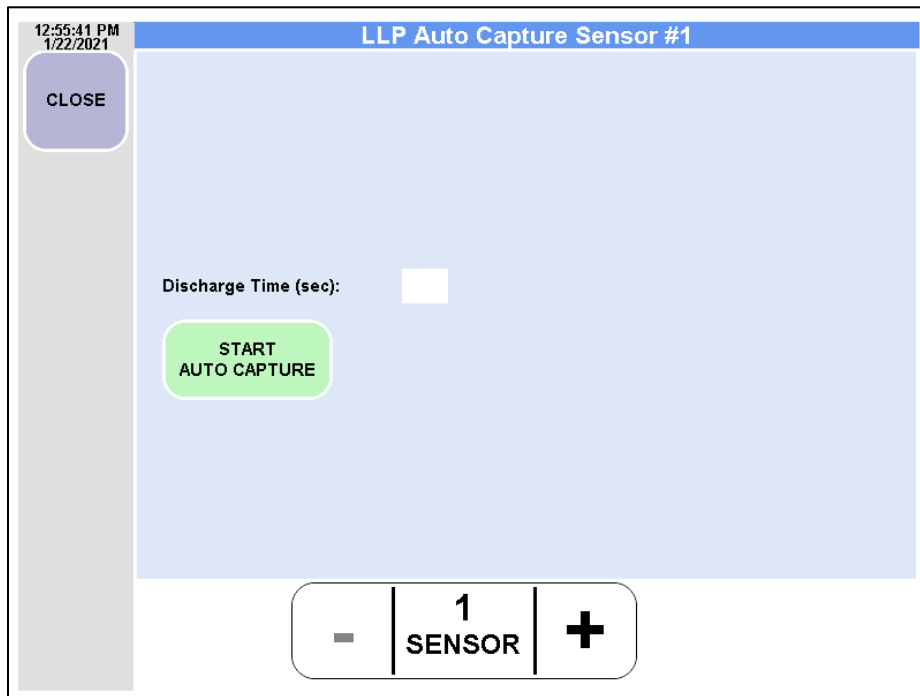 12:55:41 PM
1/22/2021
LLP Auto Capture Sensor #1
CLOSE
Discharge Time (sec):
START
AUTO CAPTURE
-
1
SENSOR
+